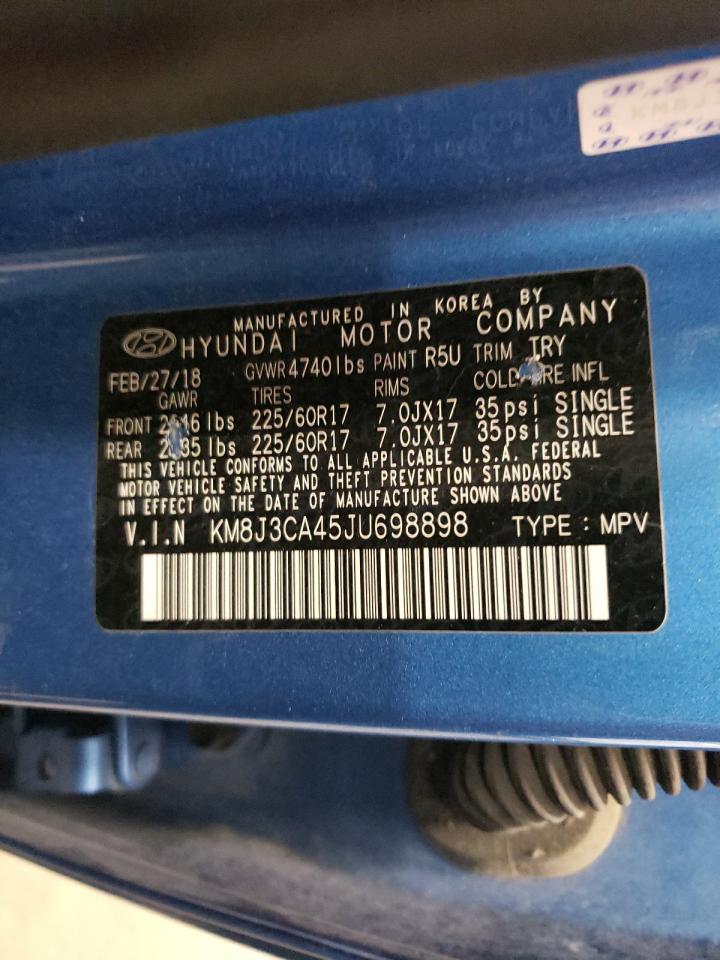 KM8J
MANUFACTURED IN KOREA BY
HYUNDAI MOTOR COMPANY
FEB/27/18 GVWR 4740lbs PAINT R5U TRIM TRY
GAWR TIRES RIMS COLD INFL
FRONT lbs 225/60R17 7.0JX17 35psi SINGLE
REAR lbs 225/60R17 7.0JX17 35psi SINGLE
THIS VEHICLE CONFORMS TO ALL APPLICABLE U.S.A. FEDERAL
MOTOR VEHICLE SAFETY AND THEFT PREVENTION STANDARDS
IN EFFECT ON THE DATE OF MANUFACTURE SHOWN ABOVE
V.I.N KM8J3CA45JU698898 TYPE : MPV